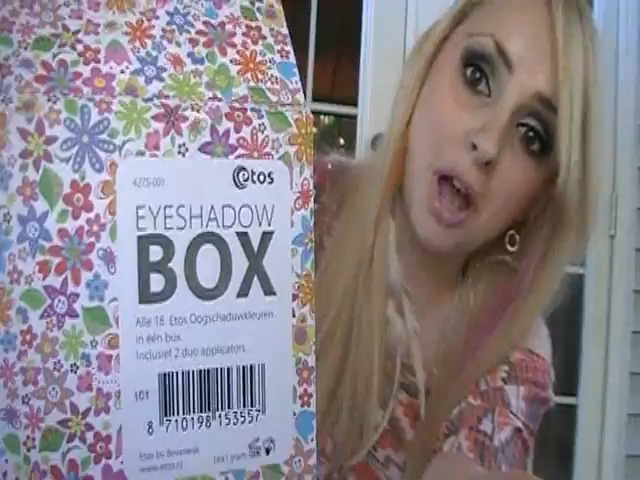 4275-001
etos
EYESHADOW
BOX
Alle 18 Etos Oogschaduwkleuren
in één box.
Inclusief 2 duo applicators
101
8 710198 153557
Etos bv Beverwijk
www.etos.nl
18x1gram